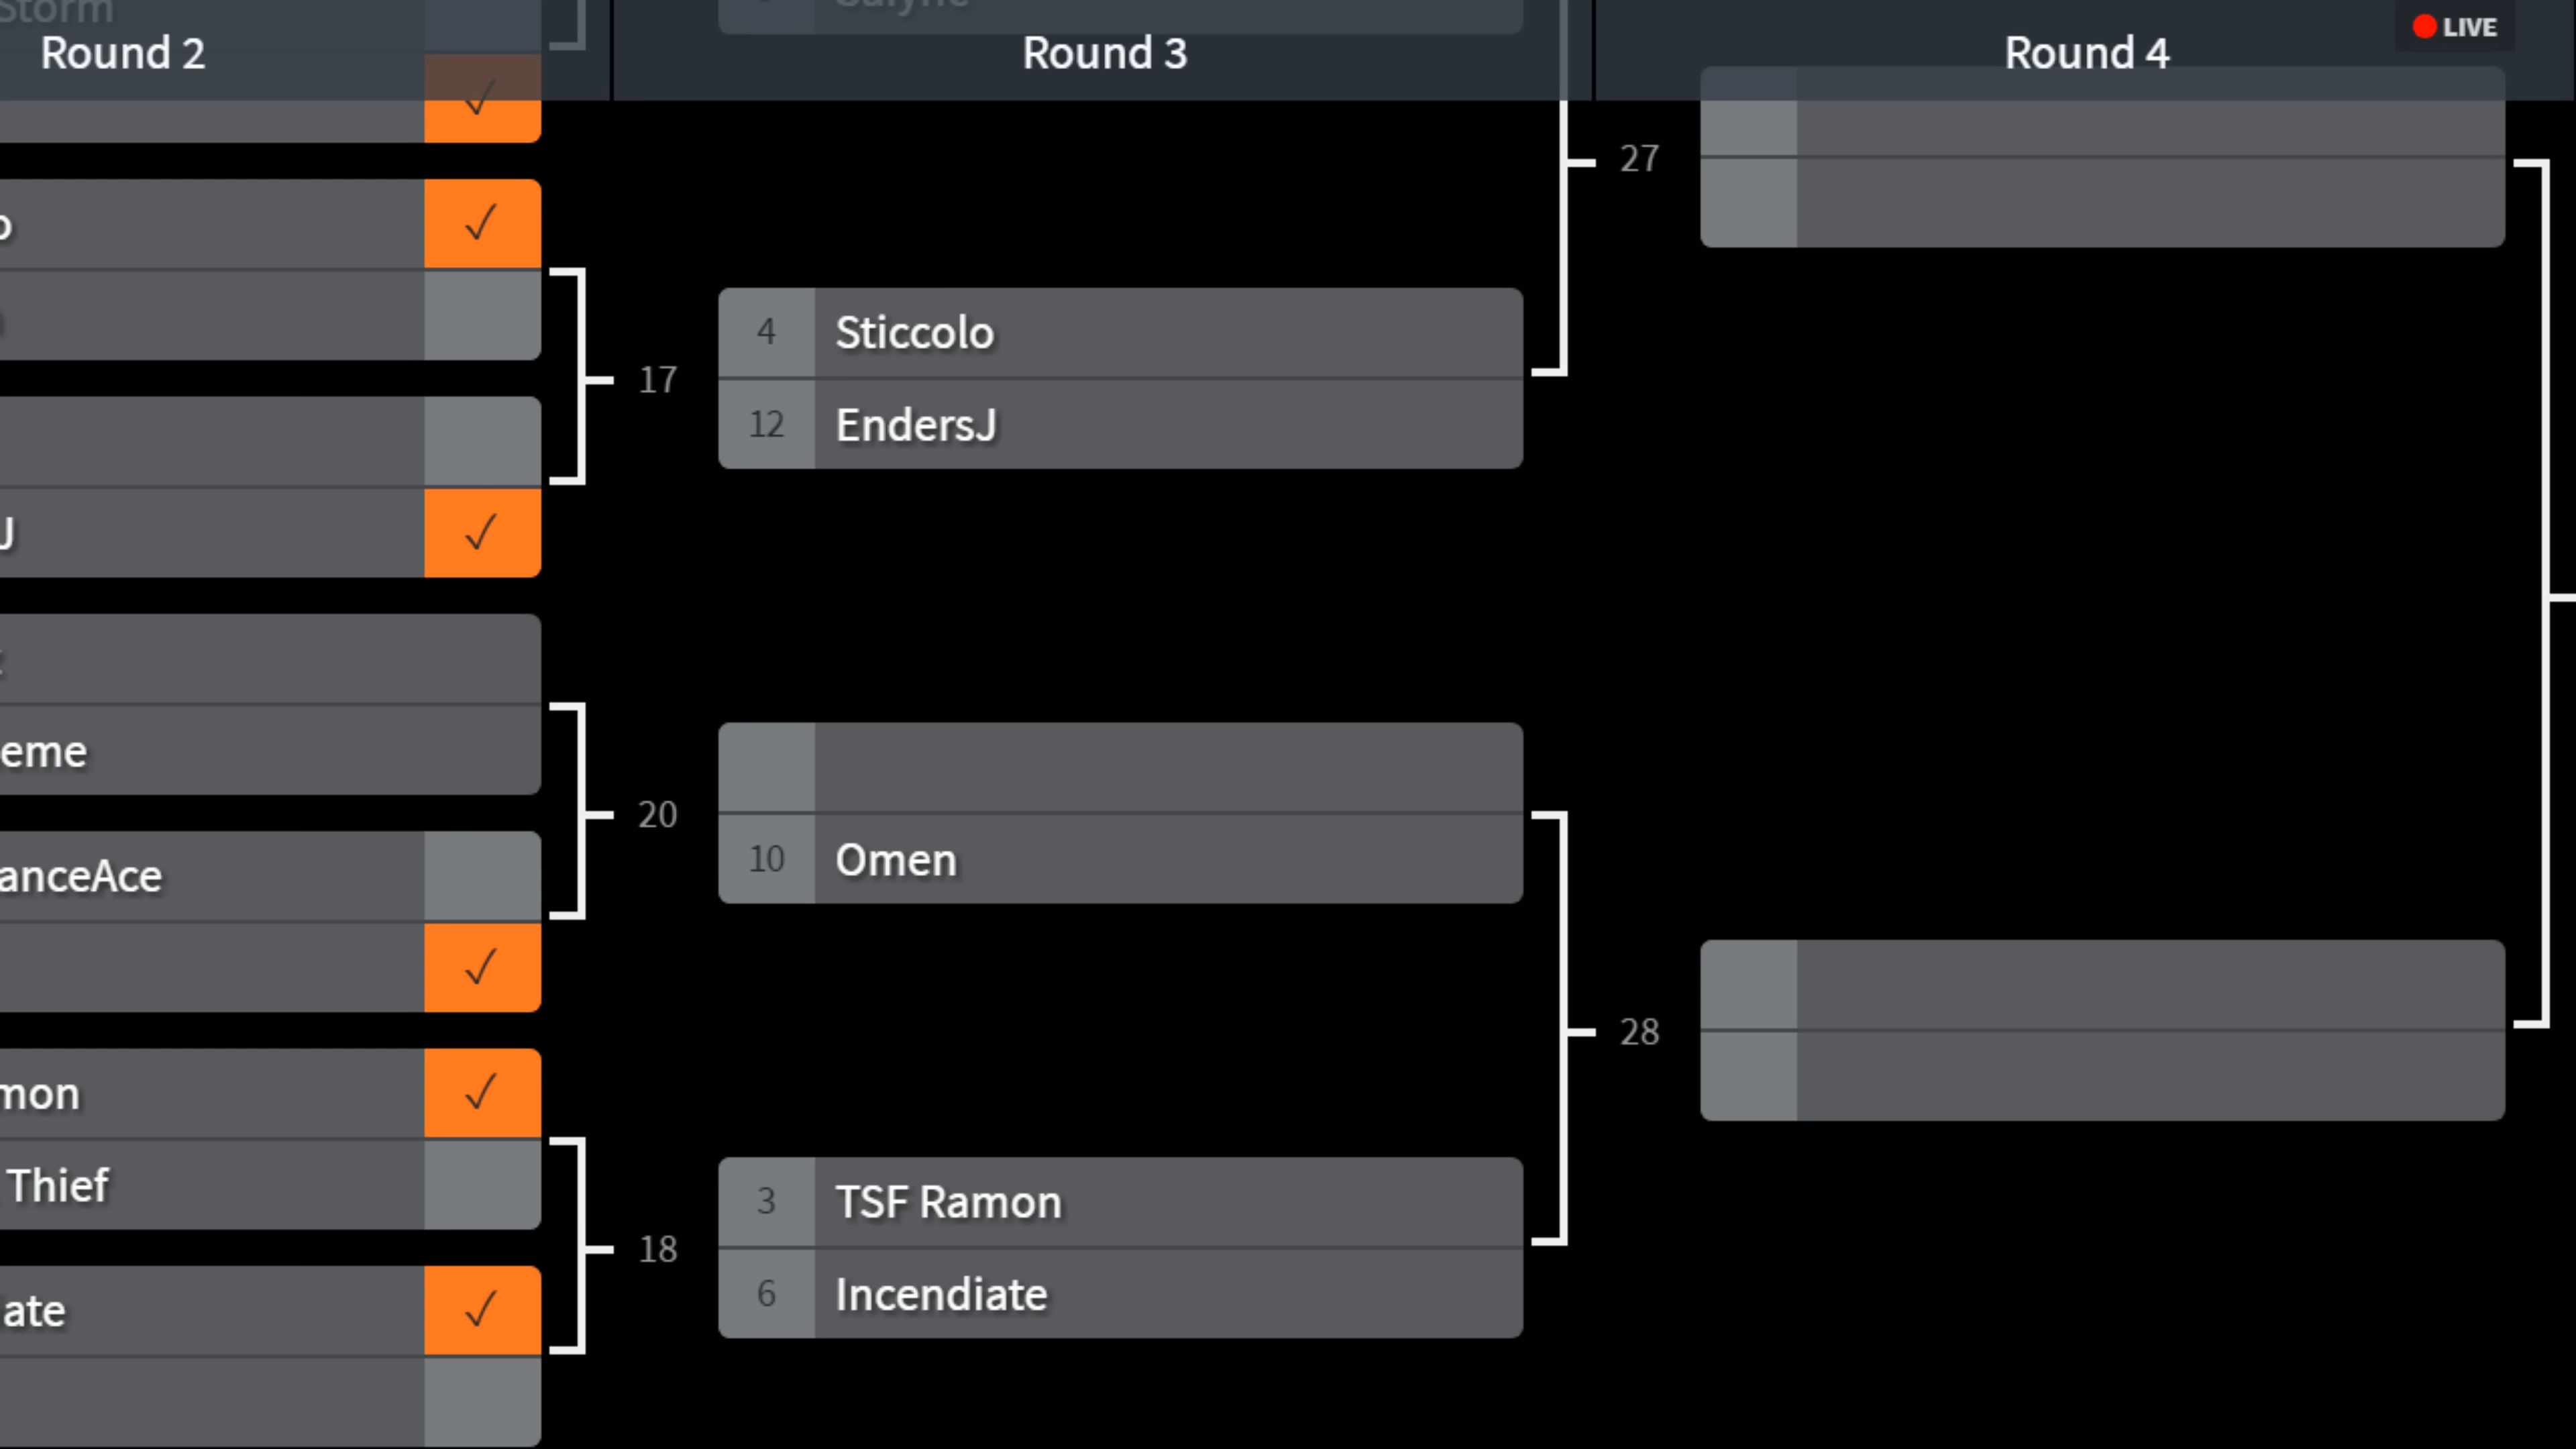 Storm
Round 2
Round 3
Round 4
LIVE
27
4 Sticcolo
17
12 EndersJ
J
eme
20
10 Omen
anceAce
28
mon
Thief
3 TSF Ramon
18
6 Incendiate
ate